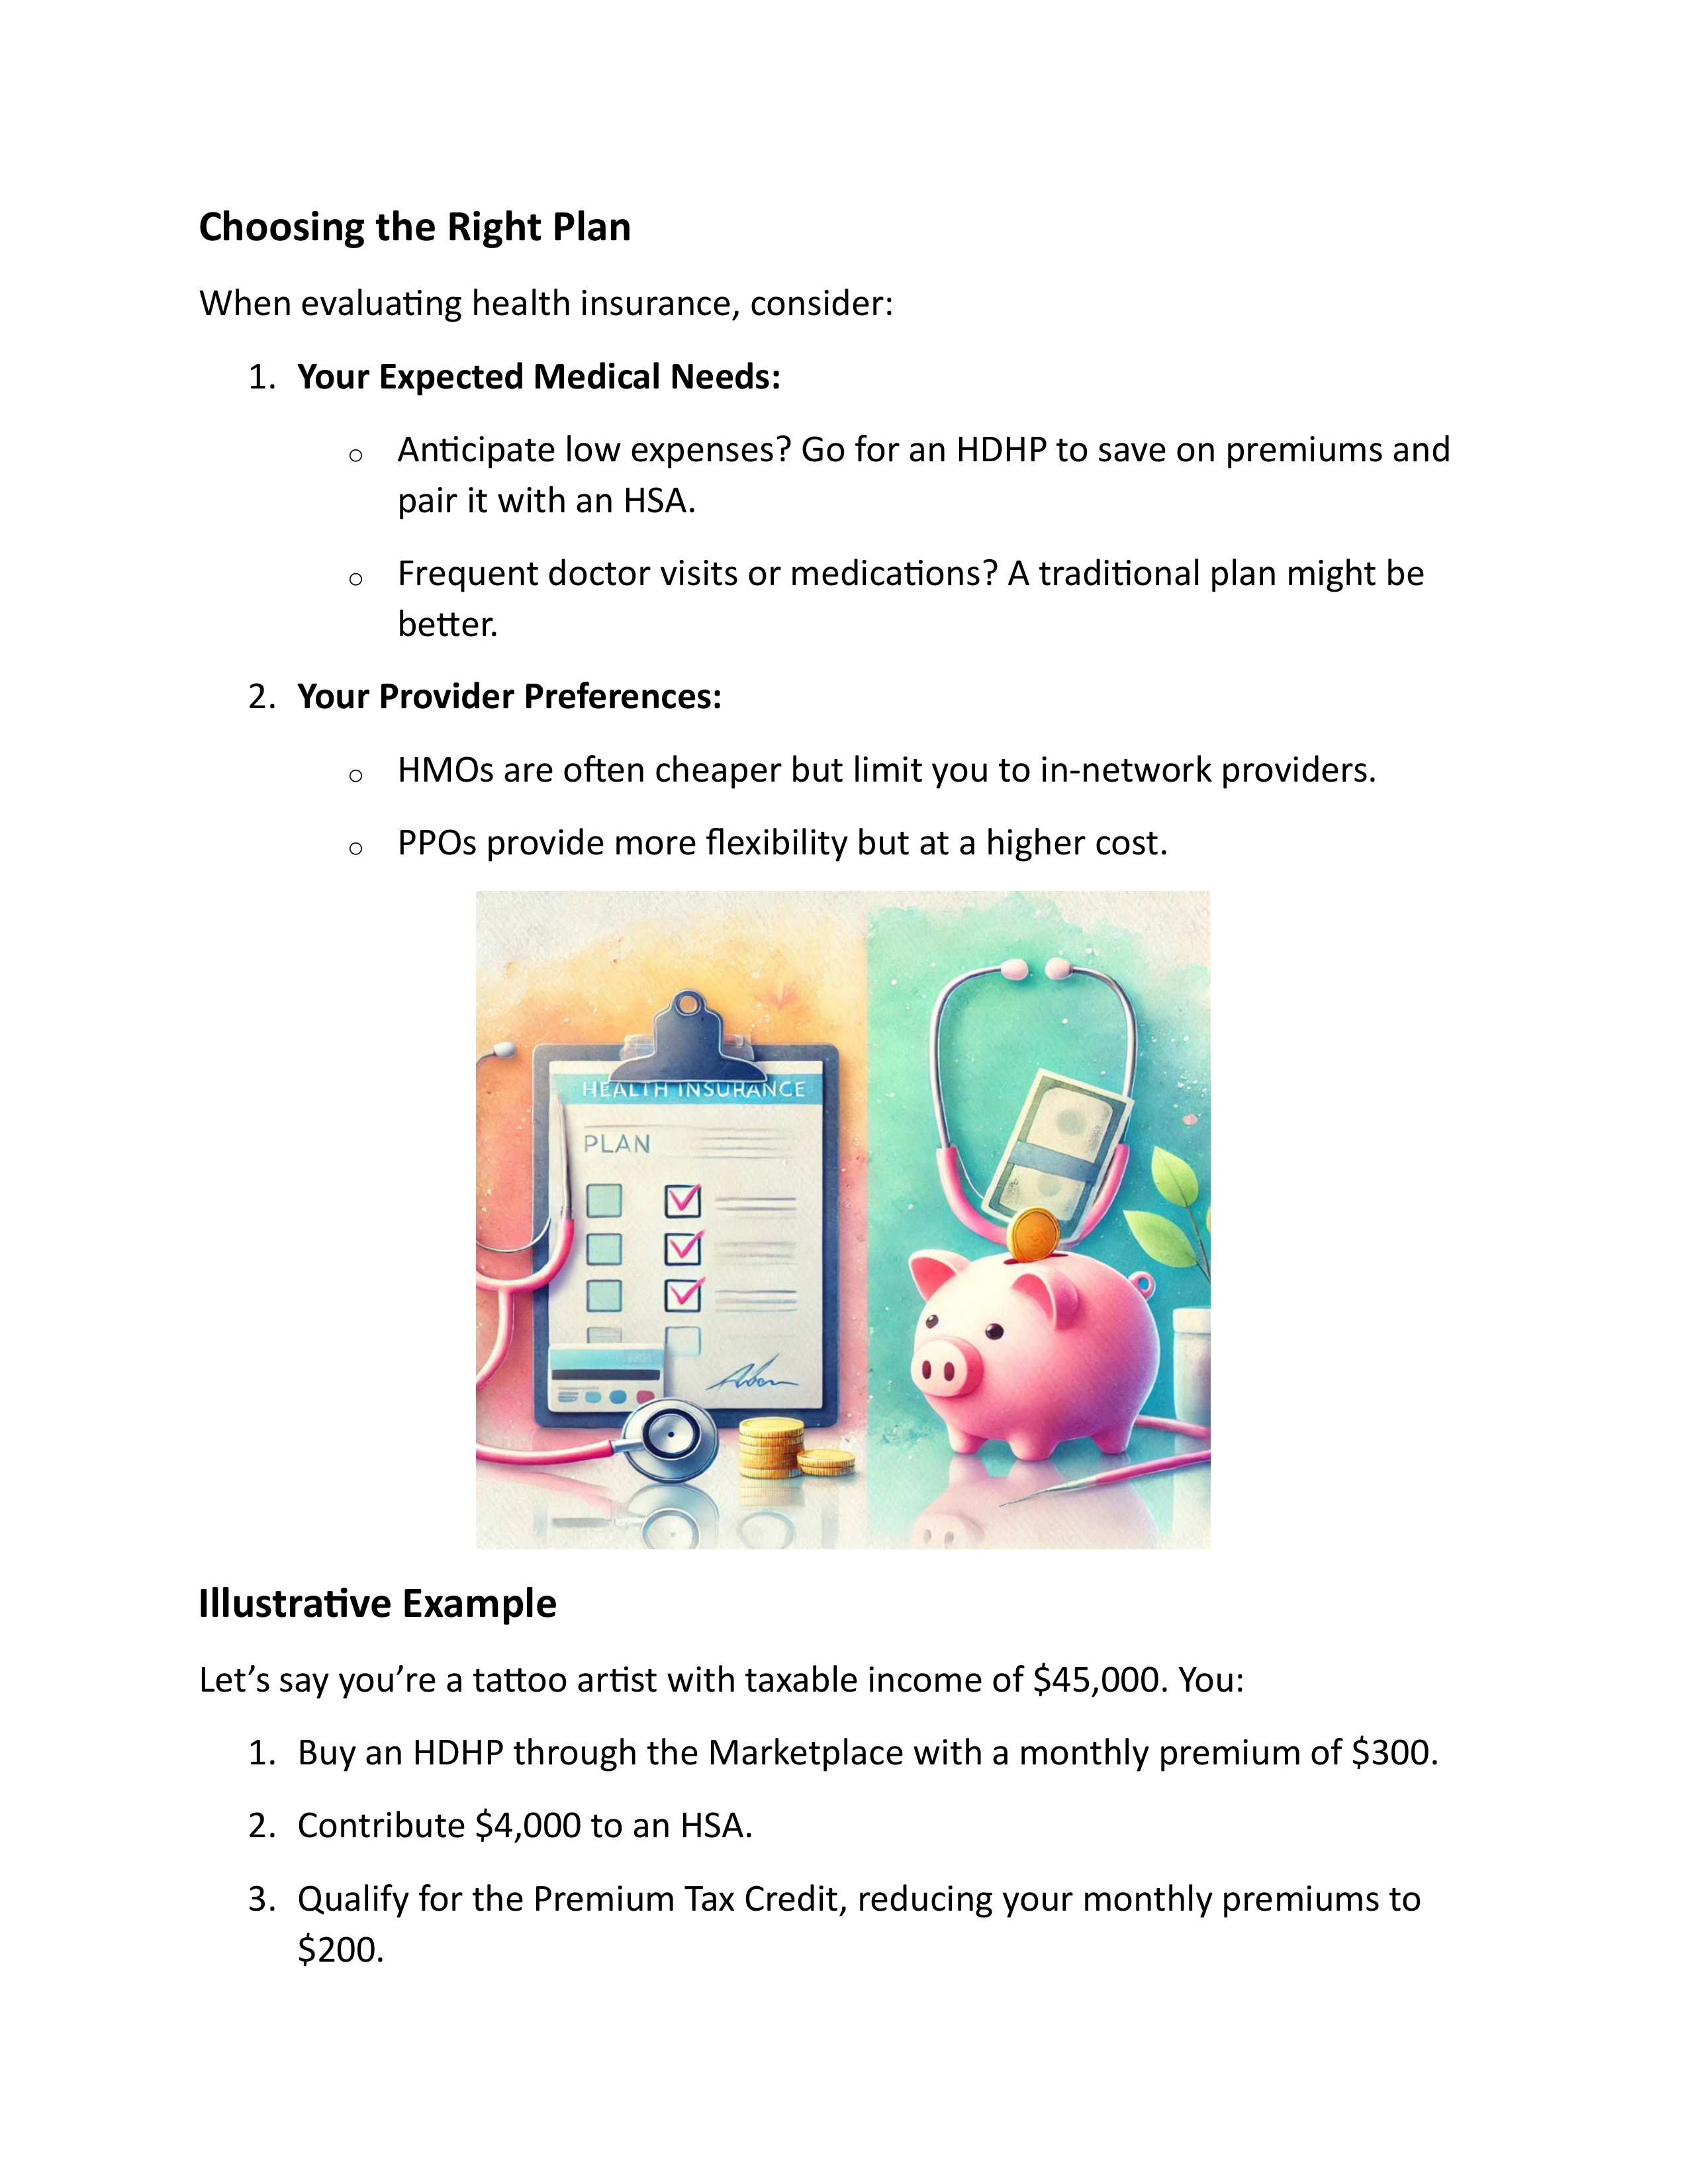 Choosing the Right Plan
When evaluating health insurance, consider:
1. Your Expected Medical Needs:
○ Anticipate low expenses? Go for an HDHP to save on premiums and
pair it with an HSA.
○ Frequent doctor visits or medications? A traditional plan might be
better.
2. Your Provider Preferences:
○ HMOs are often cheaper but limit you to in-network providers.
○ PPOs provide more flexibility but at a higher cost.
HEALTH INSURANCE
PLAN
Illustrative Example
Let’s say you’re a tattoo artist with taxable income of $45,000. You:
1. Buy an HDHP through the Marketplace with a monthly premium of $300.
2. Contribute $4,000 to an HSA.
3. Qualify for the Premium Tax Credit, reducing your monthly premiums to
$200.